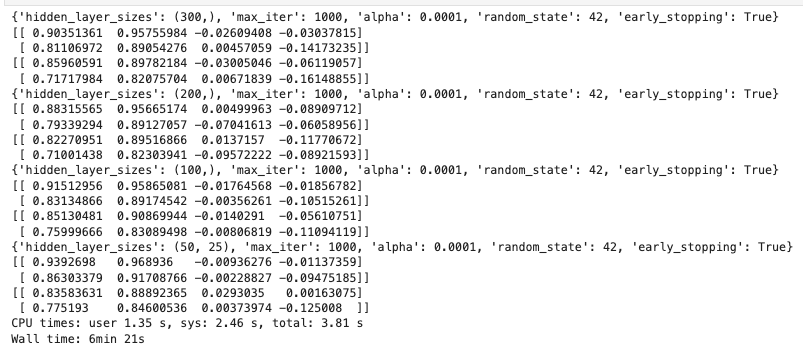 {'hidden_layer_sizes': (300,), 'max_iter': 1000, 'alpha': 0.0001, 'random_state': 42, 'early_stopping': True}
[[ 0.90351361  0.95755984 -0.02609408 -0.03037815]
 [ 0.81106972  0.89054276  0.00457059 -0.14173235]]
[[ 0.85960591  0.89782184 -0.03005046 -0.06119057]
 [ 0.71717984  0.82075704  0.00671839 -0.16148855]]
{'hidden_layer_sizes': (200,), 'max_iter': 1000, 'alpha': 0.0001, 'random_state': 42, 'early_stopping': True}
[[ 0.88315565  0.95665174  0.00499963 -0.08909712]
 [ 0.79339294  0.89127057 -0.07041613 -0.06058956]]
[[ 0.82270951  0.89516866  0.0137157  -0.11770672]
 [ 0.71001438  0.82303941 -0.09572222 -0.08921593]]
{'hidden_layer_sizes': (100,), 'max_iter': 1000, 'alpha': 0.0001, 'random_state': 42, 'early_stopping': True}
[[ 0.91512956  0.95865081 -0.01764568 -0.01856782]
 [ 0.83134866  0.89174542 -0.00356261 -0.10515261]]
[[ 0.85130481  0.90869944 -0.0140291  -0.05610751]
 [ 0.75999666  0.83089498 -0.00806819 -0.11094119]]
{'hidden_layer_sizes': (50, 25), 'max_iter': 1000, 'alpha': 0.0001, 'random_state': 42, 'early_stopping': True}
[[ 0.9392698  0.968936   -0.00936276 -0.01137359]
 [ 0.86303379  0.91708766 -0.00228827 -0.09475185]]
[[ 0.83583631  0.88892365  0.0293035   0.00163075]
 [ 0.775193    0.84600536  0.00373974 -0.125008  ]]
CPU times: user 1.35 s, sys: 2.46 s, total: 3.81 s
Wall time: 6min 21s